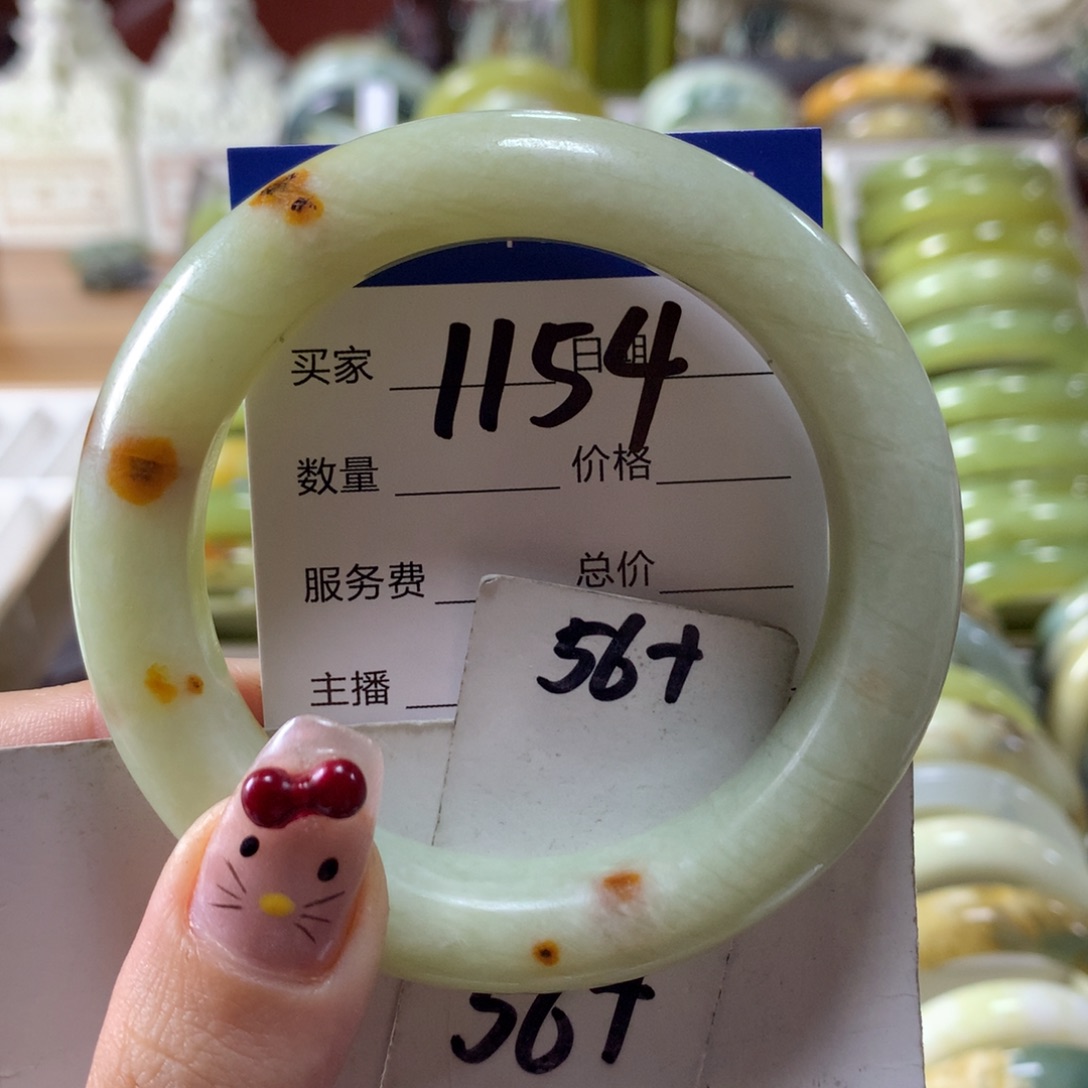 买家 1154 日期
数量 价格
服务费 总价
主播
56+
56+